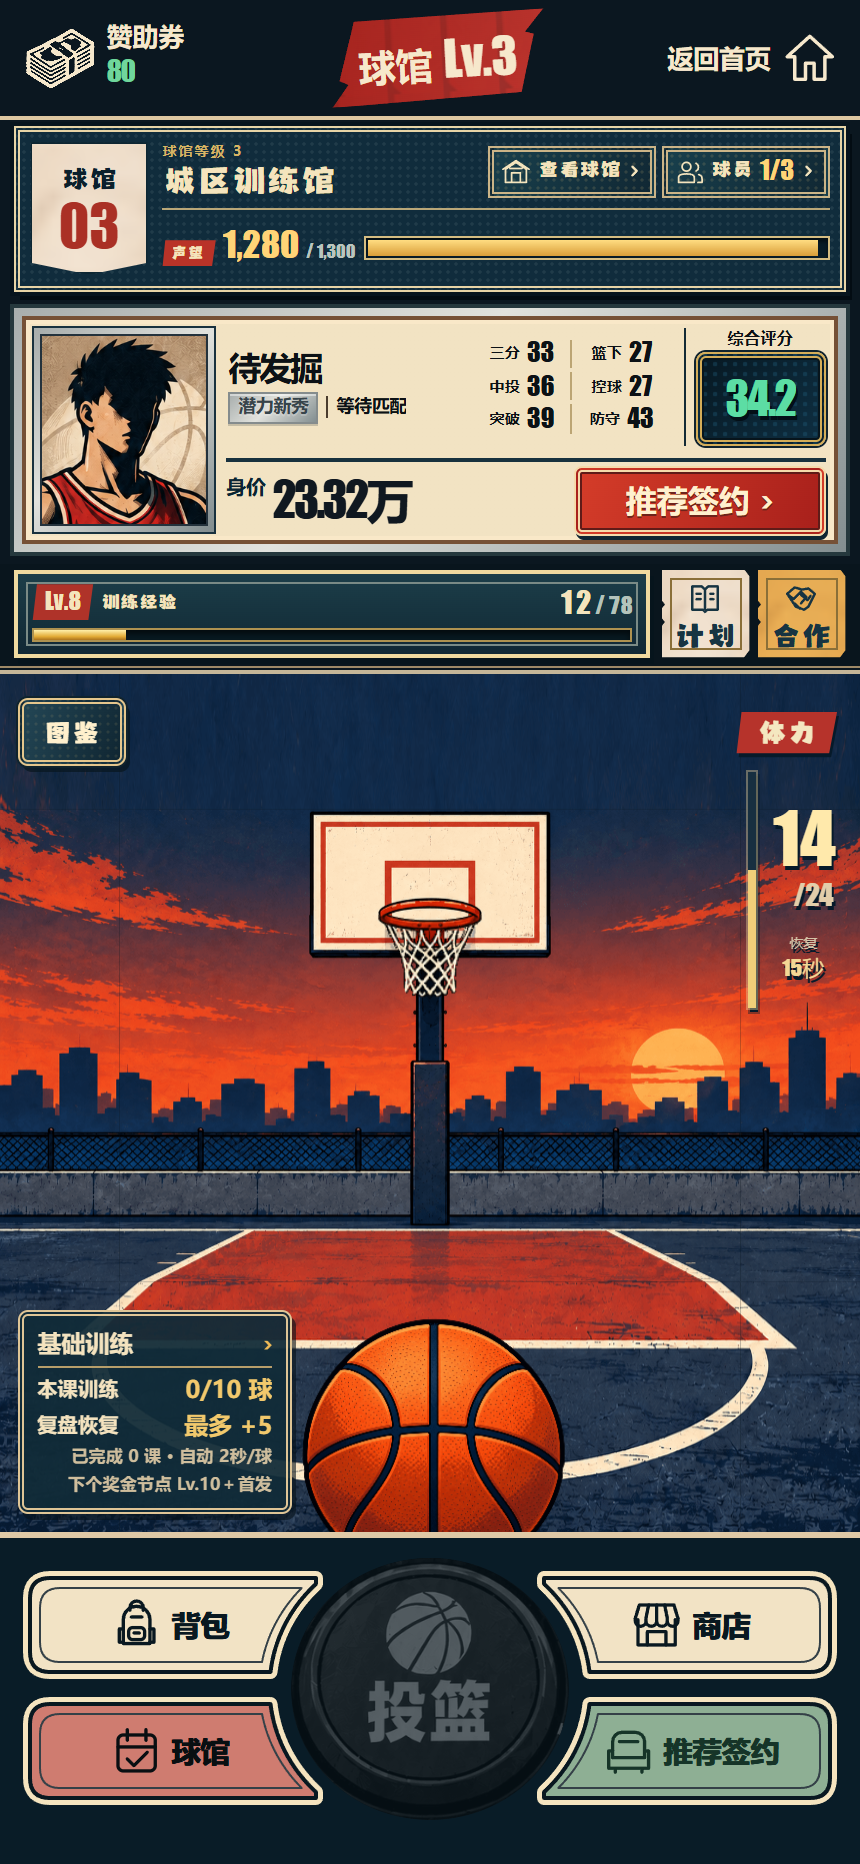 赞助券
80
球馆 Lv.3
返回首页
球馆
03
球馆等级 3
城区训练馆
查看球馆 ›
球员 1/3 ›
声望 1,280 / 1,300
待发掘
潜力新秀 | 等待匹配
三分 33 篮下 27
中投 36 控球 27
突破 39 防守 43
综合评分
34.2
身价 23.32万
推荐签约 ›
Lv.8 训练经验 12 / 78
计划
合作
图鉴
体力
14
/24
恢复
15秒
基础训练 ›
本课训练 0/10 球
复盘恢复 最多 +5
已完成 0 课 • 自动 2秒/球
下个奖金节点 Lv.10 + 首发
背包
商店
投篮
球馆
推荐签约